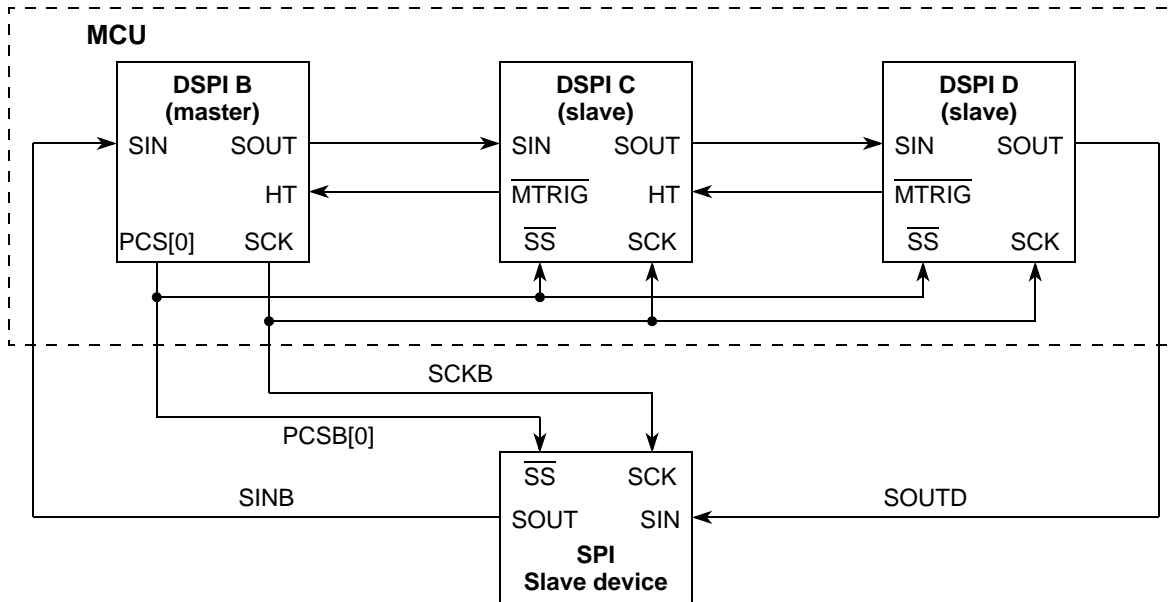 MCU
DSPI B
(master)
SIN SOUT
HT
PCS[0] SCK
DSPI C
(slave)
SIN SOUT
MTRIG HT
SS SCK
DSPI D
(slave)
SIN SOUT
MTRIG
SS SCK
SCKB
PCSB[0]
SINB
SOUTD
SS SCK
SOUT SIN
SPI
Slave device